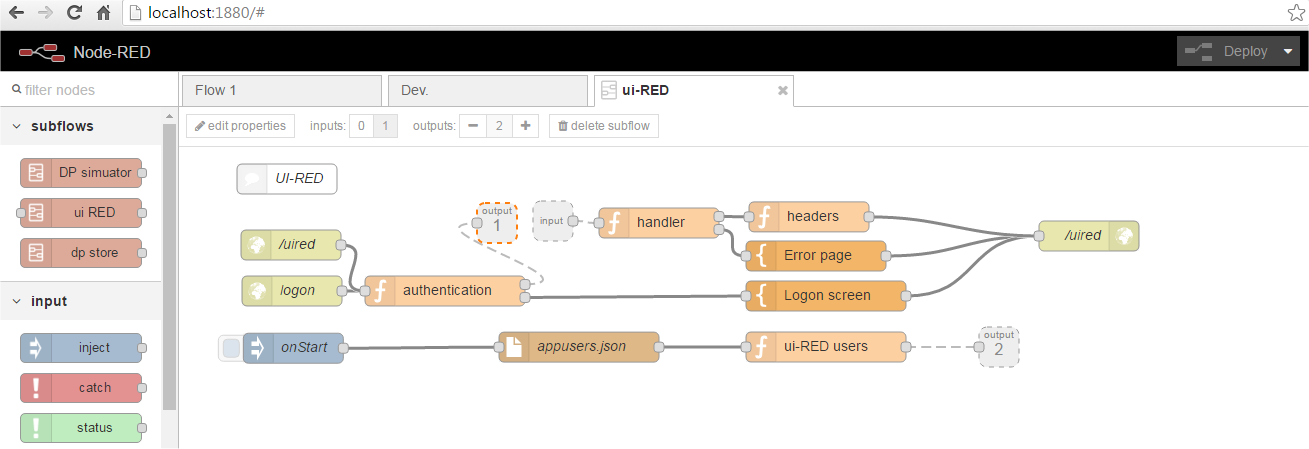 localhost:1880/#
Node-RED
Deploy
filter nodes
Flow 1
Dev.
ui-RED
subflows
edit properties
inputs: 0 1
outputs: 2
delete subflow
DP simuator
ui RED
dp store
input
inject
catch
status
UI-RED
output
1
input
handler
headers
/uired
/uired
Error page
logon
authentication
Logon screen
onStart
appusers.json
ui-RED users
output
2